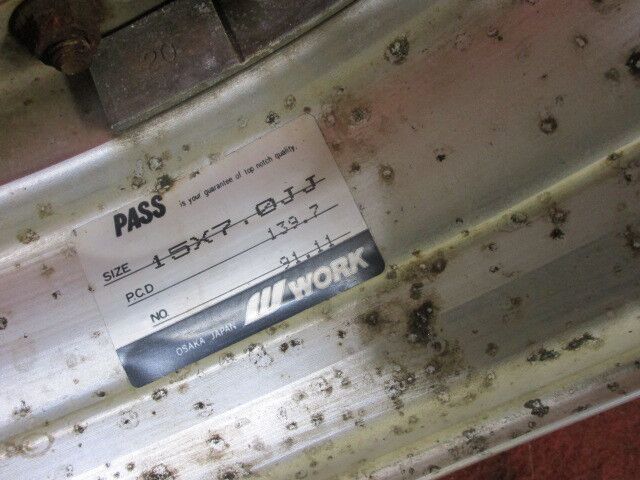 20
PASS is your guarantee of top notch quality.
SIZE 15X7.0JJ
P.C.D 139.7
NO. 91.11
OSAKA JAPAN WORK